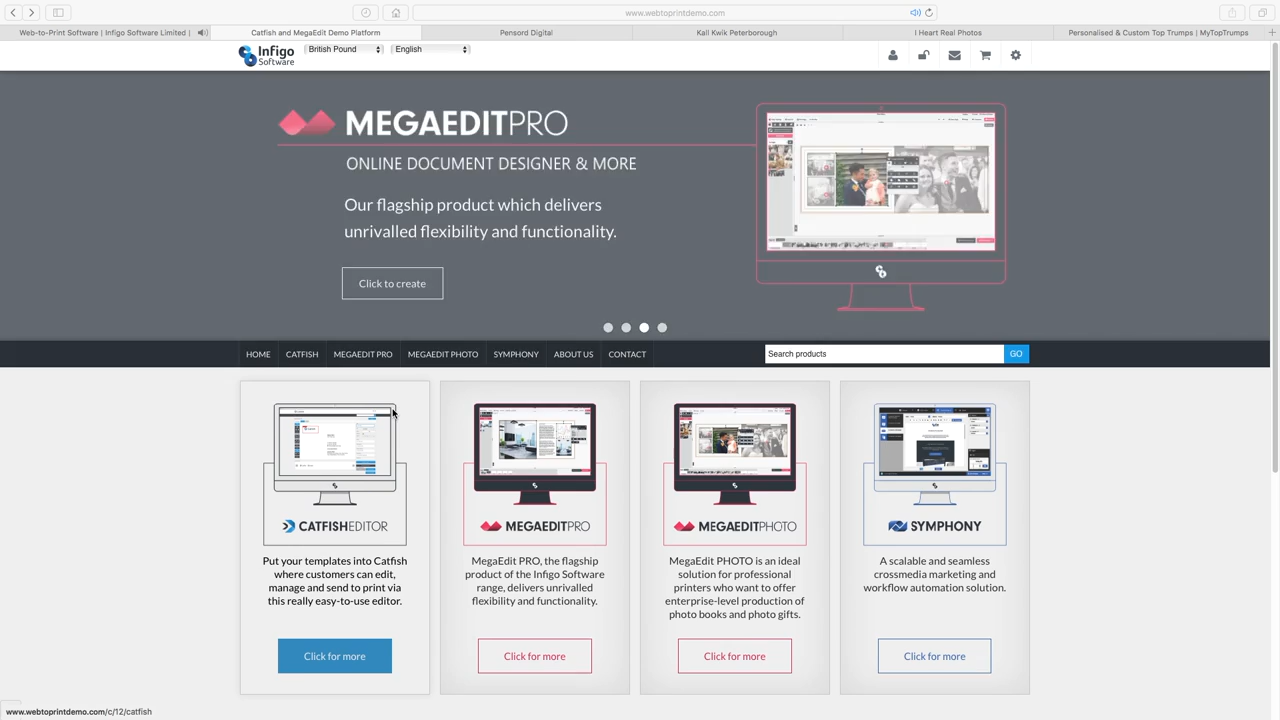 www.webtoprintdemo.com
Web-to-Print Software | Infigo Software Limited |
Catfish and MegaEdit Demo Platform
Pensord Digital
Kall Kwik Peterborough
I Heart Real Photos
Personalised & Custom Top Trumps | MyTopTrumps
Infigo
Software
British Pound
English
MEGAEDITPRO
ONLINE DOCUMENT DESIGNER & MORE
Our flagship product which delivers
unrivalled flexibility and functionality.
Click to create
HOME
CATFISH
MEGAEDIT PRO
MEGAEDIT PHOTO
SYMPHONY
ABOUT US
CONTACT
Search products
GO
CATFISHEDITOR
Put your templates into Catfish
where customers can edit,
manage and send to print via
this really easy-to-use editor.
Click for more
MEGAEDITPRO
MegaEdit PRO, the flagship
product of the Infigo Software
range, delivers unrivalled
flexibility and functionality.
Click for more
MEGAEDITPHOTO
MegaEdit PHOTO is an ideal
solution for professional
printers who want to offer
enterprise-level production of
photo books and photo gifts.
Click for more
SYMPHONY
A scalable and seamless
crossmedia marketing and
workflow automation solution.
Click for more
www.webtoprintdemo.com/c/12/catfish